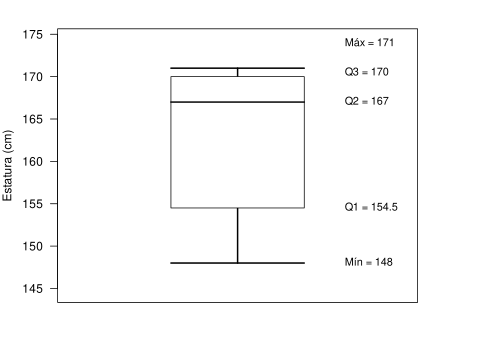 175
170
165
160
155
150
145
Estatura (cm)
Máx = 171
Q3 = 170
Q2 = 167
Q1 = 154.5
Mín = 148